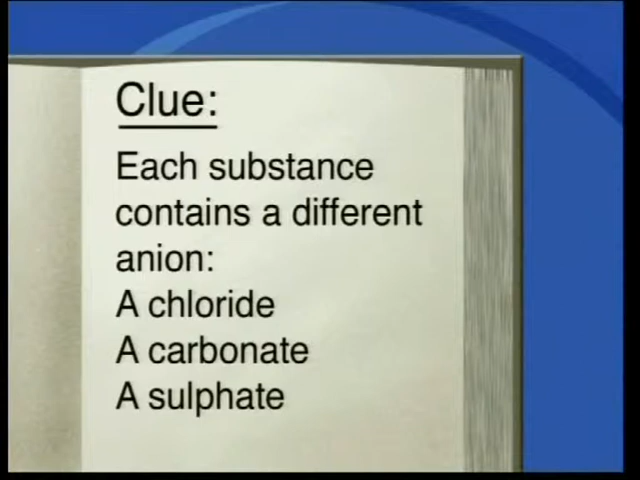 Clue:
Each substance
contains a different
anion:
A chloride
A carbonate
A sulphate